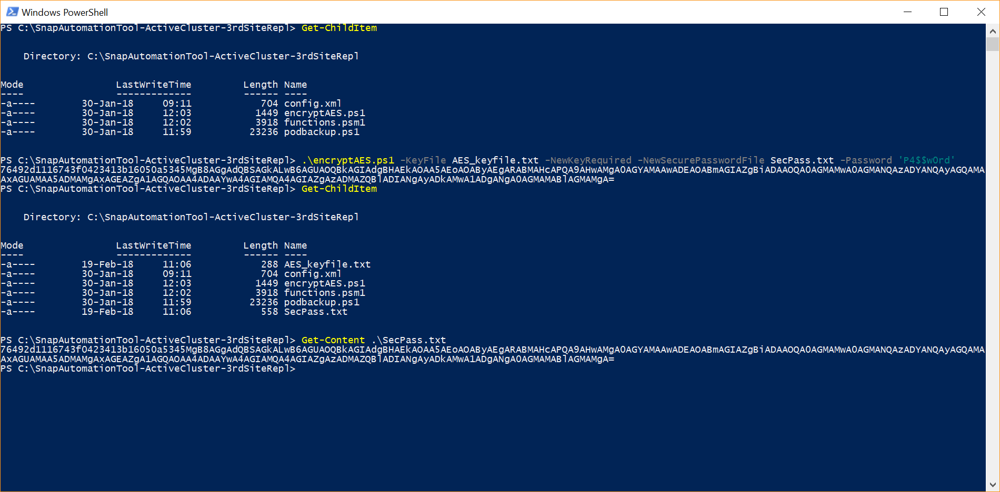 Windows PowerShell
PS C:\SnapAutomationTool-ActiveCluster-3rdSiteRepl> Get-ChildItem
Directory: C:\SnapAutomationTool-ActiveCluster-3rdSiteRepl
Mode LastWriteTime Length Name
---- ------------- ------ ----
-a---- 30-Jan-18 09:11 704 config.xml
-a---- 30-Jan-18 12:03 1449 encryptAES.ps1
-a---- 30-Jan-18 12:02 3918 functions.psm1
-a---- 30-Jan-18 11:59 23236 podbackup.ps1
PS C:\SnapAutomationTool-ActiveCluster-3rdSiteRepl> .\encryptAES.ps1 -KeyFile AES_keyfile.txt -NewKeyRequired -NewSecurePasswordFile SecPass.txt -Password 'P4$$w0rd'
76492d1116743f0423413b16050a5345MgB8AGgAdQBSAGkALwB6AGUAOQBkAGIAdgBHAEkAOAA5AEoAOAByAEgARABMAHcAPQA9AHwAMgA0AGYAMAAwADEAOABmAGIAZgBiADAAOQA0AGMAMwA0AGMANQAzADYANQAyAGQAMA
AxAGUAMAA5ADMAMgAxAGEAZgA1AGQAOAA4ADAAYwA4AGIAMQA4AGIAZgAzADMAZQBlADIANgAyADkAMwA1ADgANgA0AGMAMABlAGMAMgA=
PS C:\SnapAutomationTool-ActiveCluster-3rdSiteRepl> Get-ChildItem
Directory: C:\SnapAutomationTool-ActiveCluster-3rdSiteRepl
Mode LastWriteTime Length Name
---- ------------- ------ ----
-a---- 19-Feb-18 11:06 288 AES_keyfile.txt
-a---- 30-Jan-18 09:11 704 config.xml
-a---- 30-Jan-18 12:03 1449 encryptAES.ps1
-a---- 30-Jan-18 12:02 3918 functions.psm1
-a---- 30-Jan-18 11:59 23236 podbackup.ps1
-a---- 19-Feb-18 11:06 558 SecPass.txt
PS C:\SnapAutomationTool-ActiveCluster-3rdSiteRepl> Get-Content .\SecPass.txt
76492d1116743f0423413b16050a5345MgB8AGgAdQBSAGkALwB6AGUAOQBkAGIAdgBHAEkAOAA5AEoAOAByAEgARABMAHcAPQA9AHwAMgA0AGYAMAAwADEAOABmAGIAZgBiADAAOQA0AGMAMwA0AGMANQAzADYANQAyAGQAMA
AxAGUAMAA5ADMAMgAxAGEAZgA1AGQAOAA4ADAAYwA4AGIAMQA4AGIAZgAzADMAZQBlADIANgAyADkAMwA1ADgANgA0AGMAMABlAGMAMgA=
PS C:\SnapAutomationTool-ActiveCluster-3rdSiteRepl>